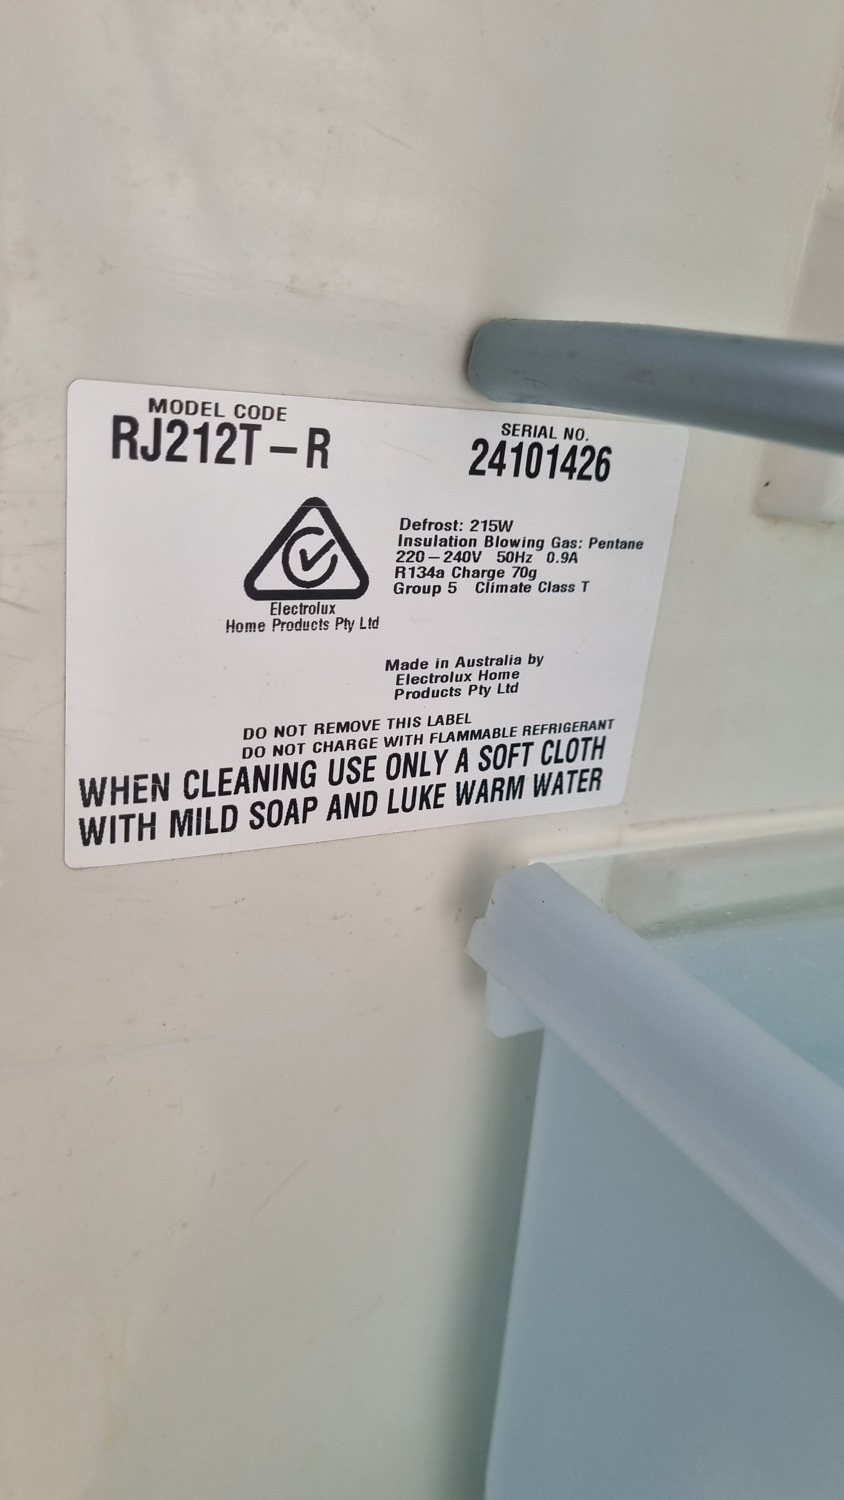 MODEL CODE
RJ212T – R
SERIAL NO.
24101426
Defrost: 215W
Insulation Blowing Gas: Pentane
220 – 240V 50Hz 0.9A
R134a Charge 70g
Group 5 Climate Class T
Electrolux
Home Products Pty Ltd
Made in Australia by
Electrolux Home
Products Pty Ltd
DO NOT REMOVE THIS LABEL
DO NOT CHARGE WITH FLAMMABLE REFRIGERANT
WHEN CLEANING USE ONLY A SOFT CLOTH
WITH MILD SOAP AND LUKE WARM WATER